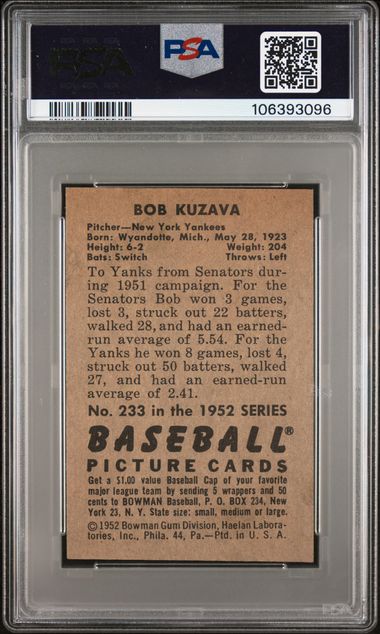 PSA
PSA
106393096
BOB KUZAVA
Pitcher—New York Yankees
Born: Wyandotte, Mich., May 28, 1923
Height: 6-2 Weight: 204
Bats: Switch Throws: Left
To Yanks from Senators dur-
ing 1951 campaign. For the
Senators Bob won 3 games,
lost 3, struck out 22 batters,
walked 28, and had an earned-
run average of 5.54. For the
Yanks he won 8 games, lost 4,
struck out 50 batters, walked
27, and had an earned-run
average of 2.41.
No. 233 in the 1952 SERIES
BASEBALL®
PICTURE CARDS
Get a $1.00 value Baseball Cap of your favorite
major league team by sending 5 wrappers and 50
cents to BOWMAN Baseball, P. O. BOX 234, New
York 23, N. Y. State size: small, medium or large.
©1952 Bowman Gum Division, Haelan Labora-
tories, Inc., Phila. 44, Pa.—Ptd. in U. S. A.